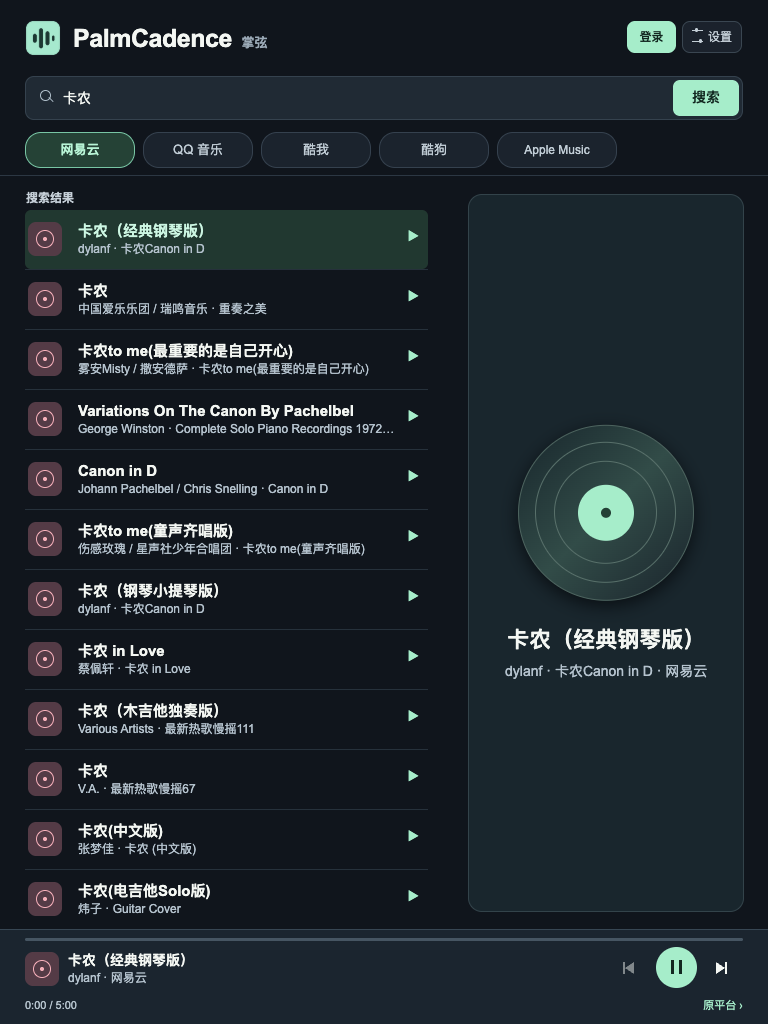 PalmCadence 掌弦
登录
设置
卡农
搜索
网易云
QQ 音乐
酷我
酷狗
Apple Music
搜索结果
卡农（经典钢琴版）
dylanf · 卡农Canon in D
卡农
中国爱乐乐团 / 瑞鸣音乐 · 重奏之美
卡农to me(最重要的是自己开心)
雾安Misty / 撒安德萨 · 卡农to me(最重要的是自己开心)
Variations On The Canon By Pachelbel
George Winston · Complete Solo Piano Recordings 1972…
Canon in D
Johann Pachelbel / Chris Snelling · Canon in D
卡农to me(童声齐唱版)
伤感玫瑰 / 星声社少年合唱团 · 卡农to me(童声齐唱版)
卡农（钢琴小提琴版）
dylanf · 卡农Canon in D
卡农 in Love
蔡佩轩 · 卡农 in Love
卡农（木吉他独奏版）
Various Artists · 最新热歌慢摇111
卡农
V.A. · 最新热歌慢摇67
卡农(中文版)
张梦佳 · 卡农 (中文版)
卡农(电吉他Solo版)
炜子 · Guitar Cover
卡农（经典钢琴版）
dylanf · 卡农Canon in D · 网易云
卡农（经典钢琴版）
dylanf · 网易云
0:00 / 5:00
原平台 ›